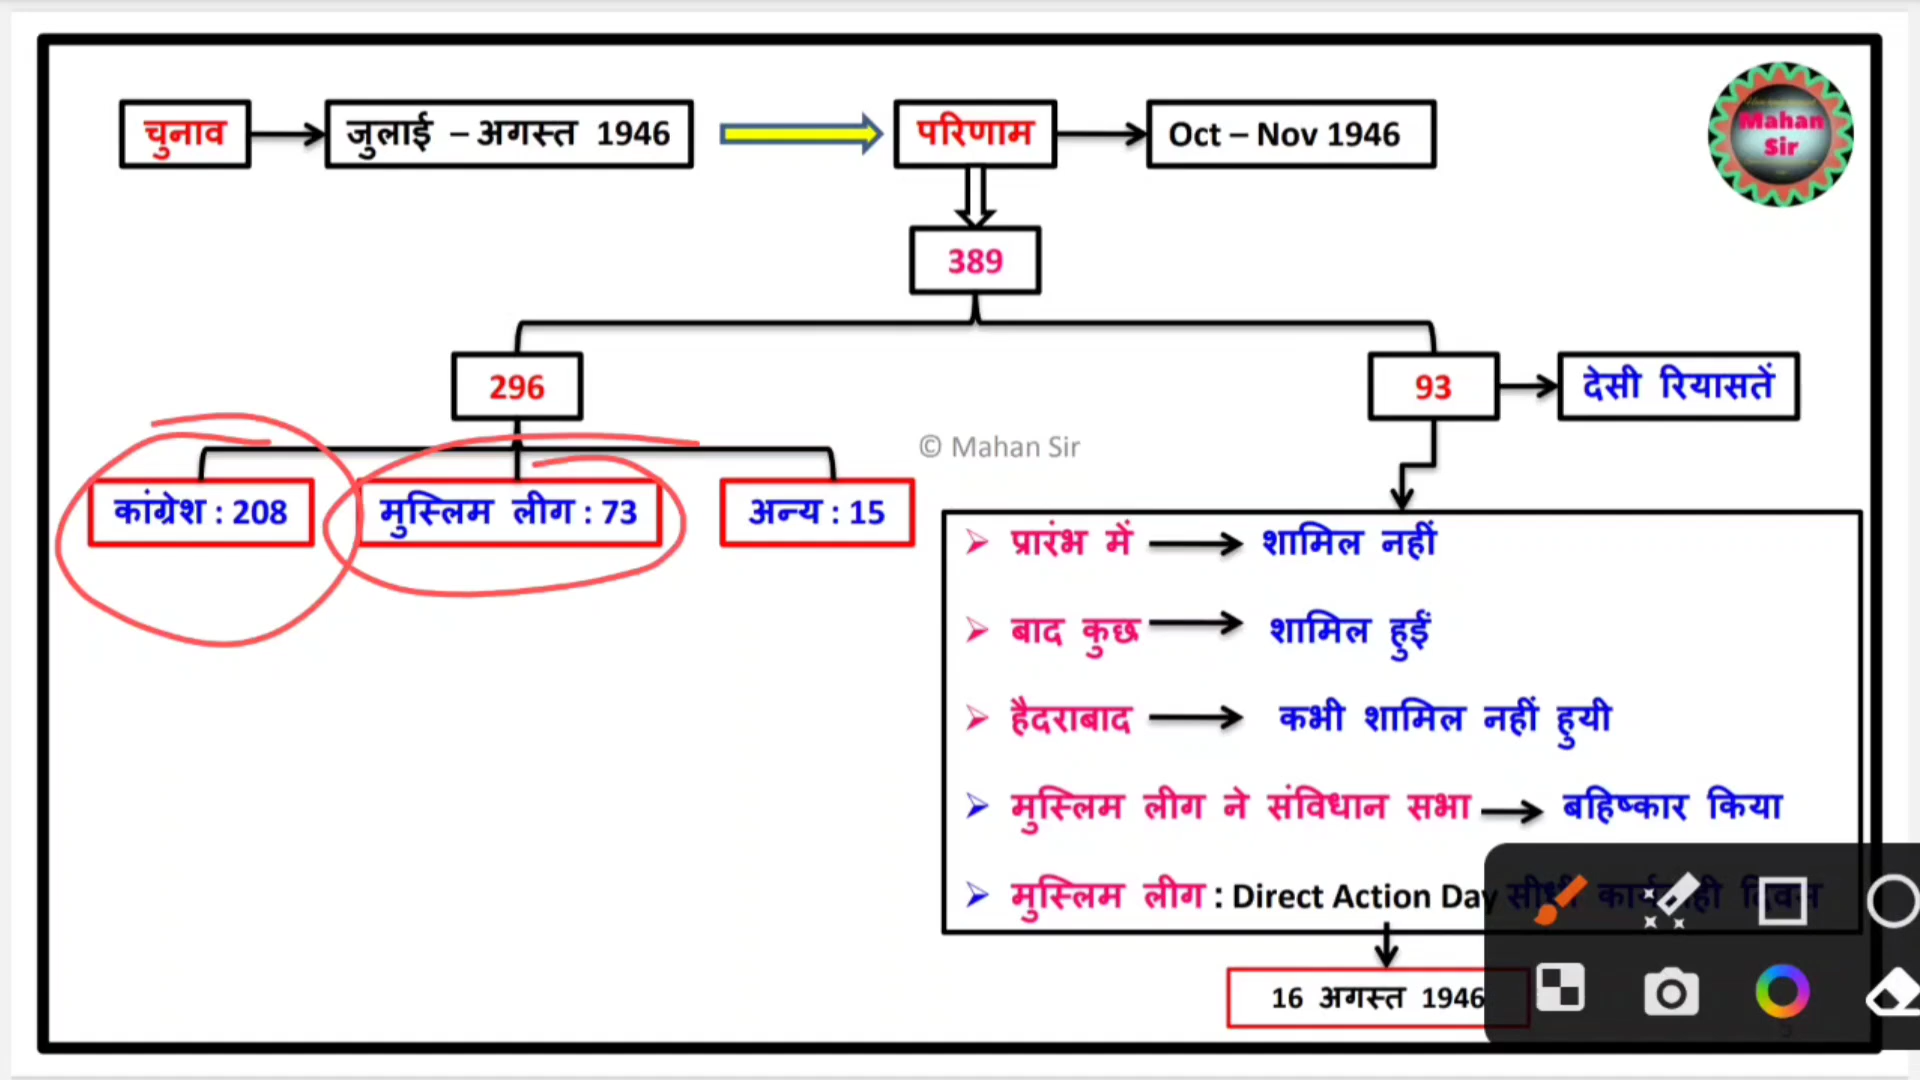 चुनाव
जुलाई – अगस्त 1946
परिणाम
Oct – Nov 1946
Mahan
Sir
389
296
93
देसी रियासतें
© Mahan Sir
कांग्रेश : 208
मुस्लिम लीग : 73
अन्य : 15
प्रारंभ में शामिल नहीं
बाद कुछ शामिल हुईं
हैदराबाद कभी शामिल नहीं हुयी
मुस्लिम लीग ने संविधान सभा बहिष्कार किया
मुस्लिम लीग : Direct Action Day सीधी
16 अगस्त 1946